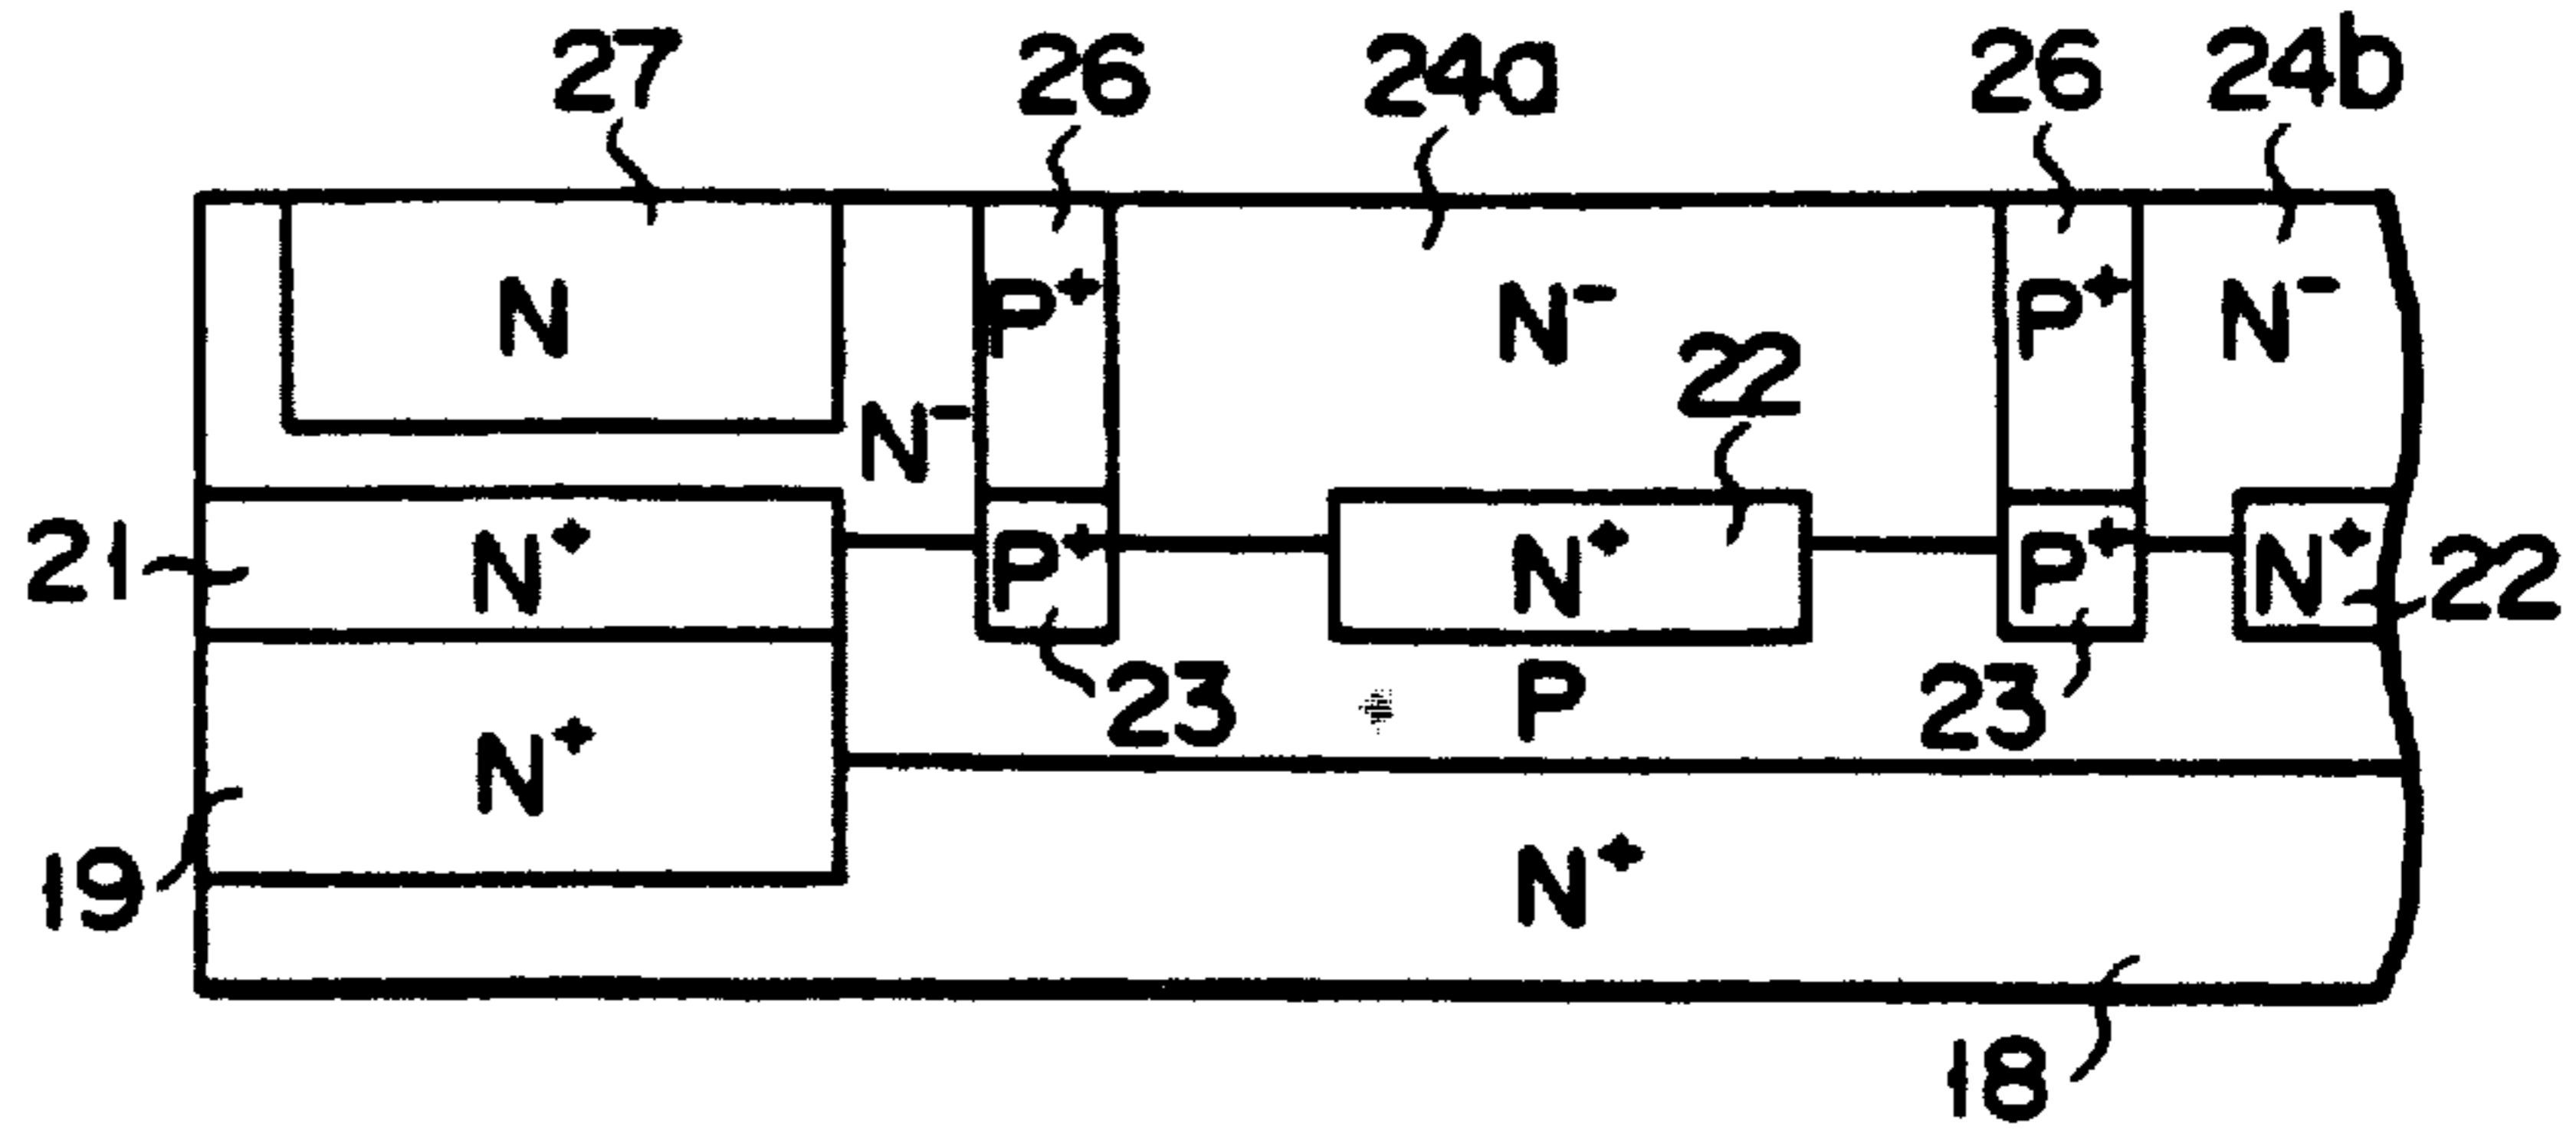 27 26 24a 26 24b
N P⁺ N⁻ P⁺ N⁻
22
N⁻
21 N⁺ P⁺ N⁺ P⁺ N⁺ 22
23 P 23
N⁺
19 N⁺
18